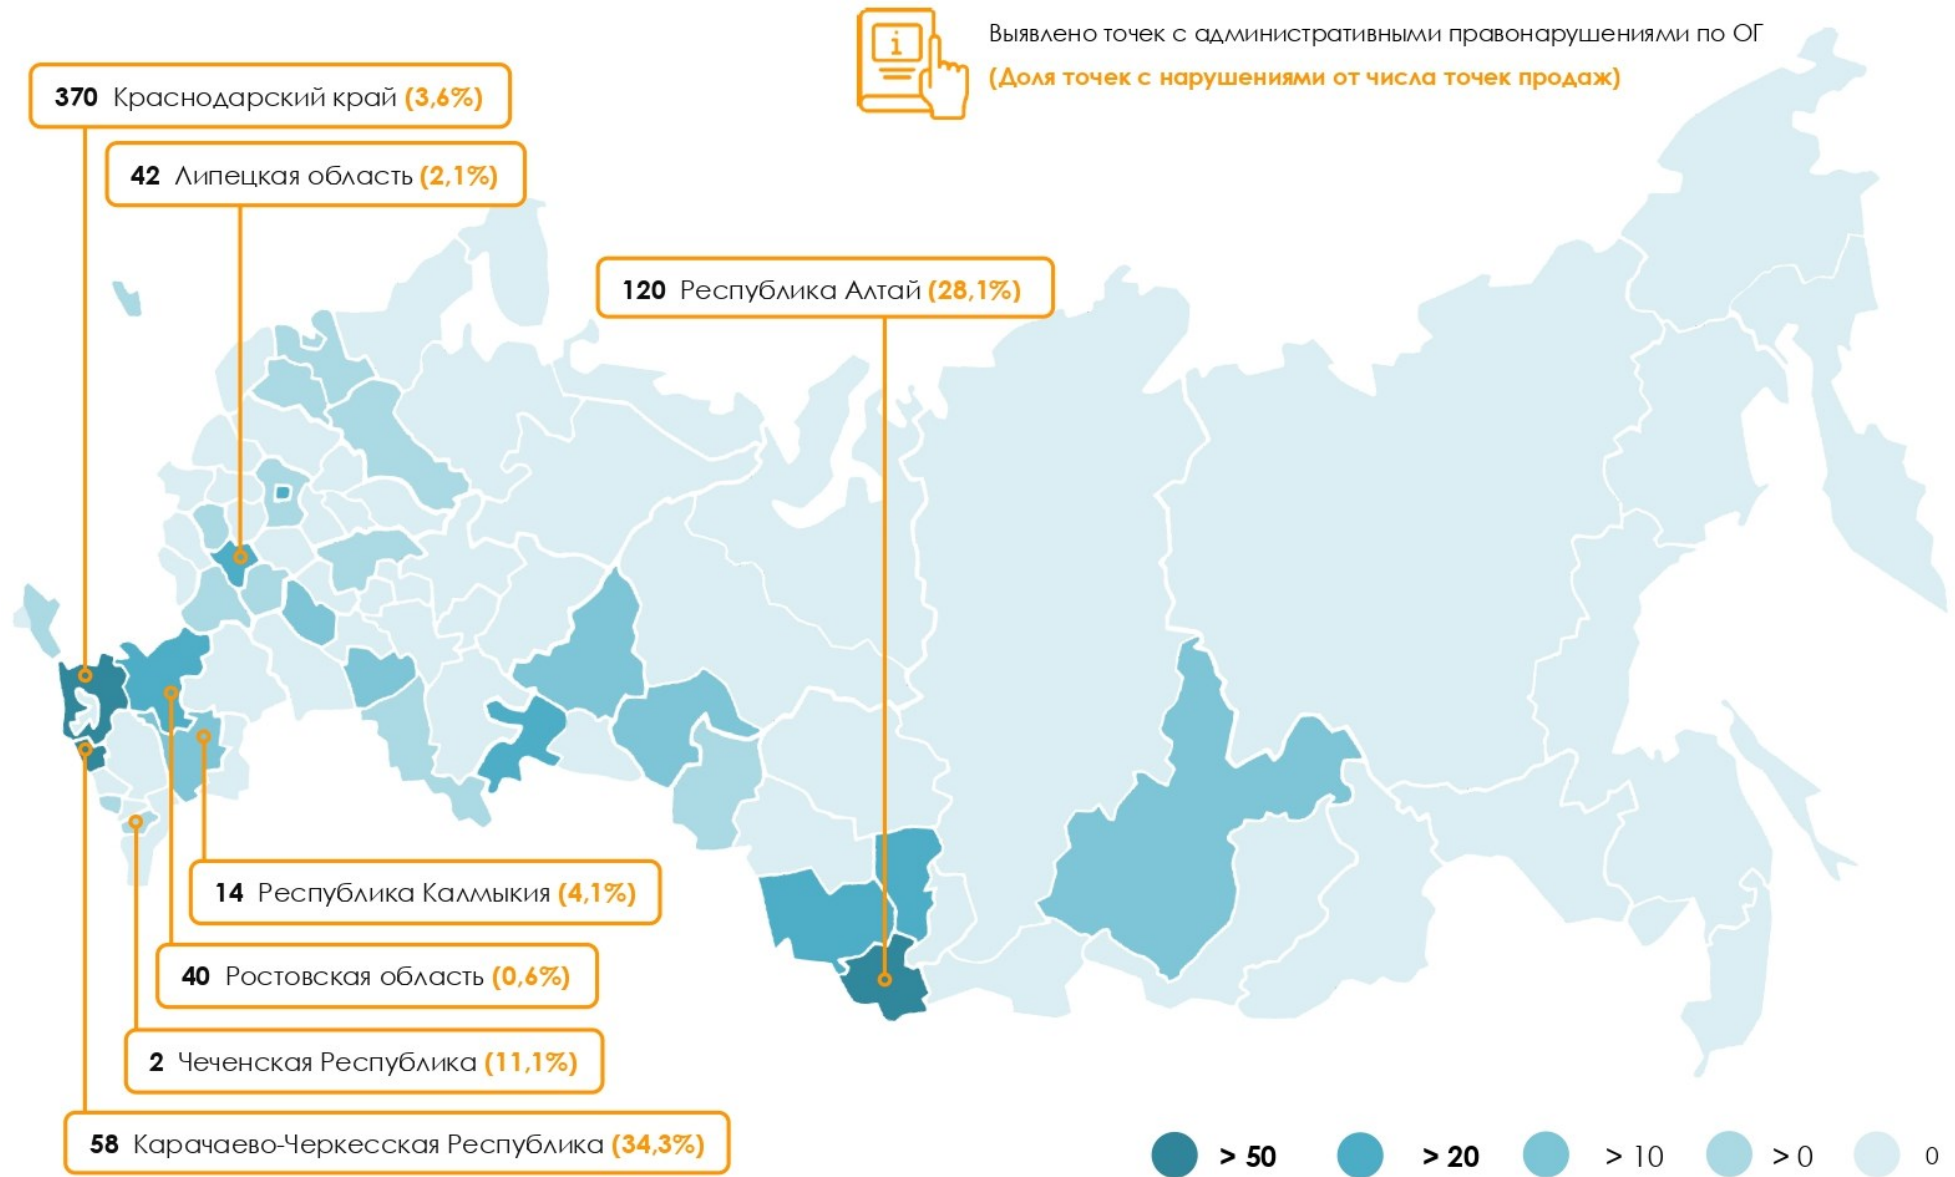 Выявлено точек с административными правонарушениями по ОГ
(Доля точек с нарушениями от числа точек продаж)
i
370 Краснодарский край (3,6%)
42 Липецкая область (2,1%)
120 Республика Алтай (28,1%)
14 Республика Калмыкия (4,1%)
40 Ростовская область (0,6%)
2 Чеченская Республика (11,1%)
58 Карачаево-Черкесская Республика (34,3%)
> 50 > 20 > 10 > 0 0